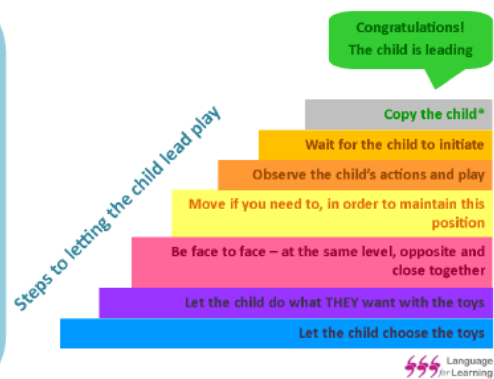 Congratulations!
The child is leading
Steps to letting the child lead play
Copy the child*
Wait for the child to initiate
Observe the child's actions and play
Move if you need to, in order to maintain this
position
Be face to face – at the same level, opposite and
close together
Let the child do what THEY want with the toys
Let the child choose the toys
Language
for Learning